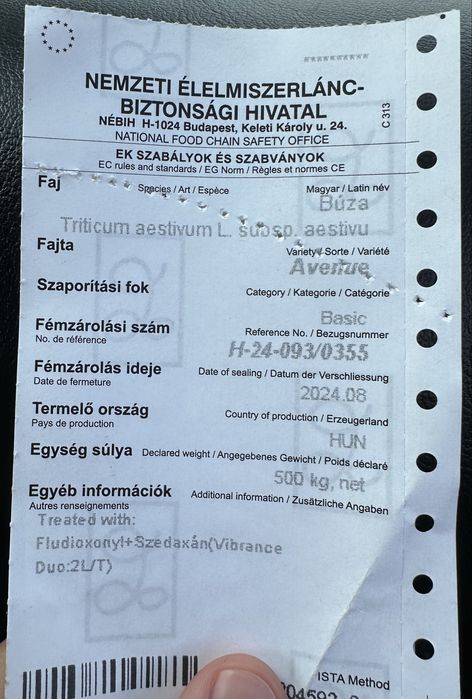 **********
NEMZETI ÉLELMISZERLÁNC-
BIZTONSÁGI HIVATAL
NÉBIH H-1024 Budapest, Keleti Károly u. 24.
NATIONAL FOOD CHAIN SAFETY OFFICE
C 313
EK SZABÁLYOK ÉS SZABVÁNYOK
EC rules and standards / EG Norm / Règles et normes CE
Faj Species / Art / Espèce Magyar / Latin név
Búza
Triticum aestivum L. subsp. aestivu
Fajta Variety / Sorte / Variété
Avenue
Szaporítási fok Category / Kategorie / Catégorie
Basic
Fémzárolási szám Reference No. / Bezugsnummer
No. de référence
H-24-093/0355
Fémzárolás ideje Date of sealing / Datum der Verschliessung
Date de fermeture
2024.08
Termelő ország Country of production / Erzeugerland
Pays de production
HUN
Egység súlya Declared weight / Angegebenes Gewicht / Poids déclaré
500 kg, net
Egyéb információk Additional information / Zusätzliche Angaben
Autres renseignements
Treated with:
Fludioxonyl+Szedaxán(Vibrance
Duo:2L/T)
ISTA Method